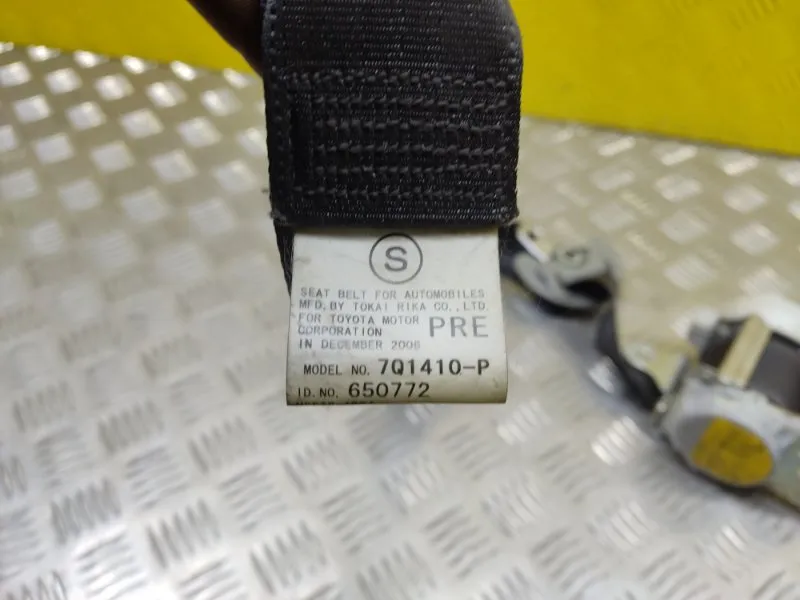 S
SEAT BELT FOR AUTOMOBILES
MFD. BY TOKAI RIKA CO., LTD.
FOR TOYOTA MOTOR
CORPORATION PRE
IN DECEMBER 2006
MODEL NO. 7Q1410-P
ID. NO. 650772